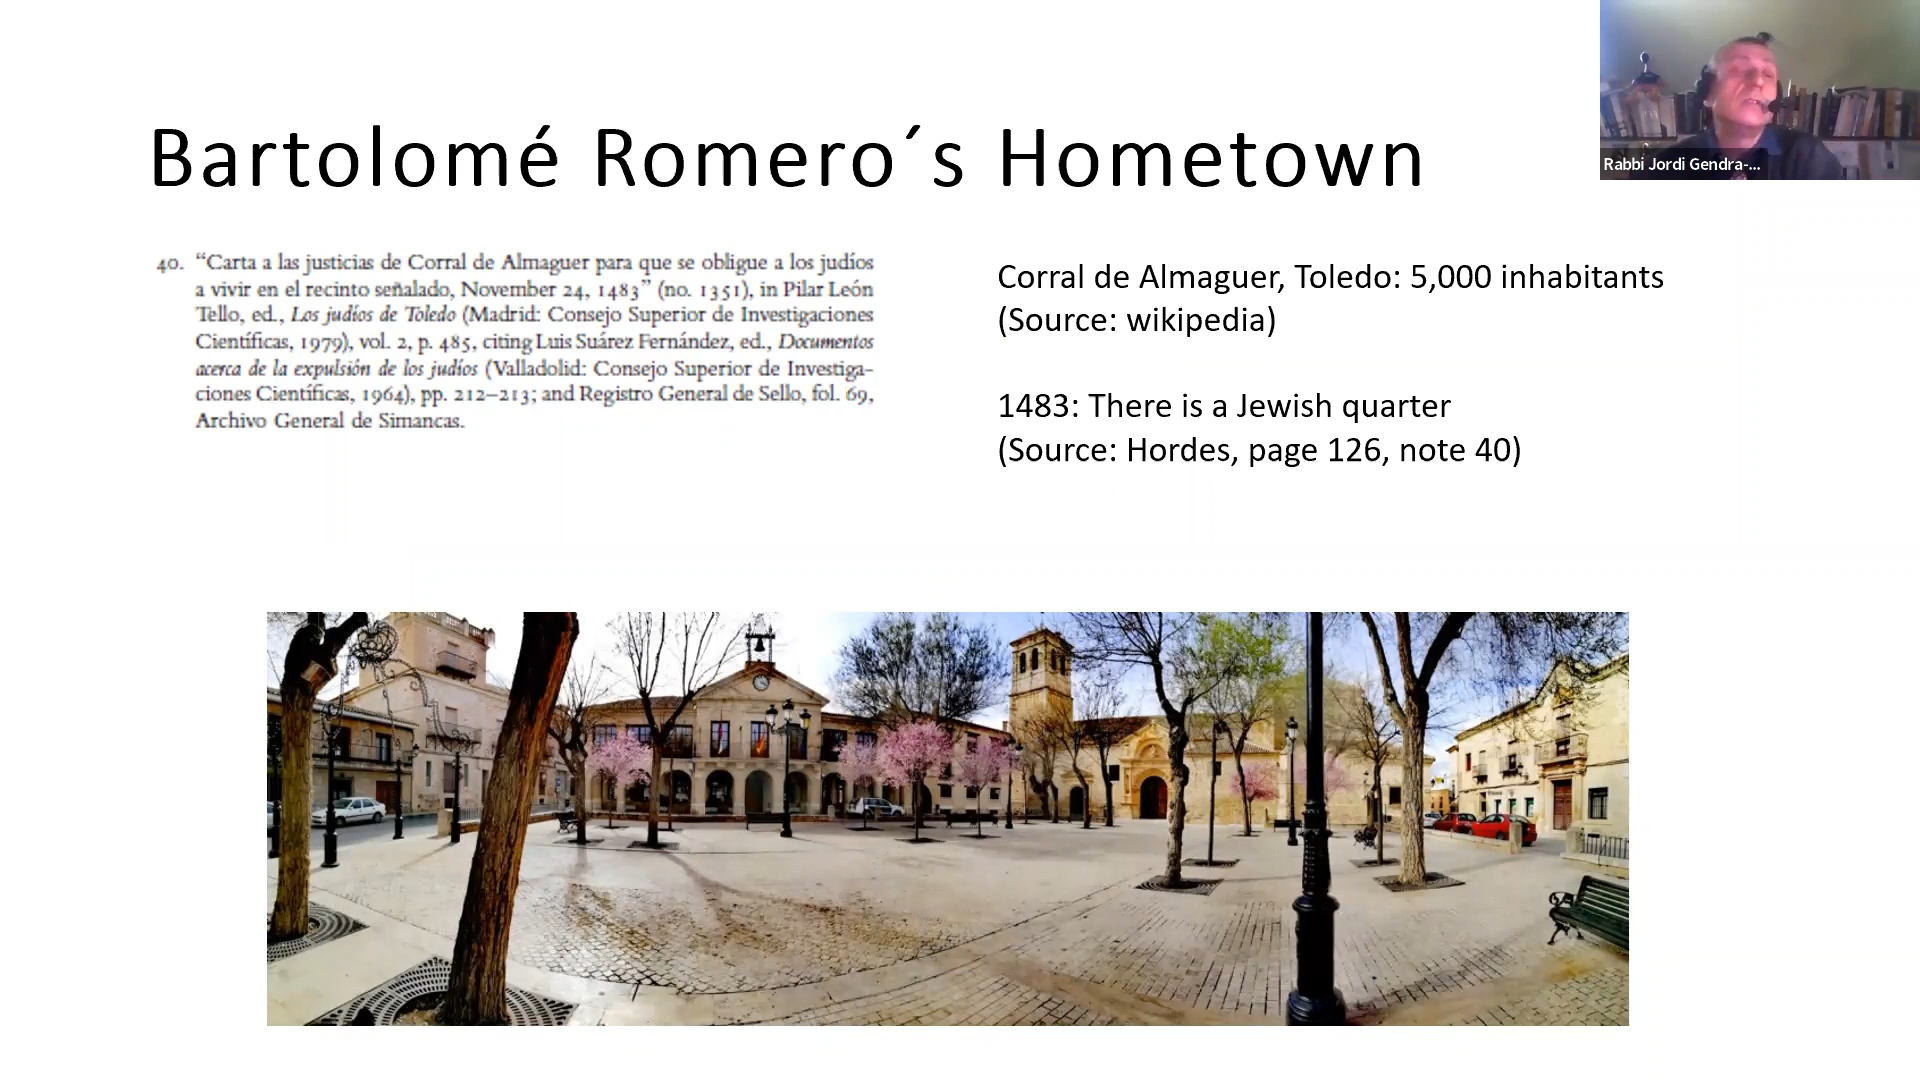 Bartolomé Romero´s Hometown
Rabbi Jordi Gendra-...
40. “Carta a las justicias de Corral de Almaguer para que se obligue a los judíos
a vivir en el recinto señalado, November 24, 1483” (no. 1351), in Pilar León
Tello, ed., Los judíos de Toledo (Madrid: Consejo Superior de Investigaciones
Científicas, 1979), vol. 2, p. 485, citing Luis Suárez Fernández, ed., Documentos
acerca de la expulsión de los judíos (Valladolid: Consejo Superior de Investiga-
ciones Científicas, 1964), pp. 212–213; and Registro General de Sello, fol. 69,
Archivo General de Simancas.
Corral de Almaguer, Toledo: 5,000 inhabitants
(Source: wikipedia)
1483: There is a Jewish quarter
(Source: Hordes, page 126, note 40)